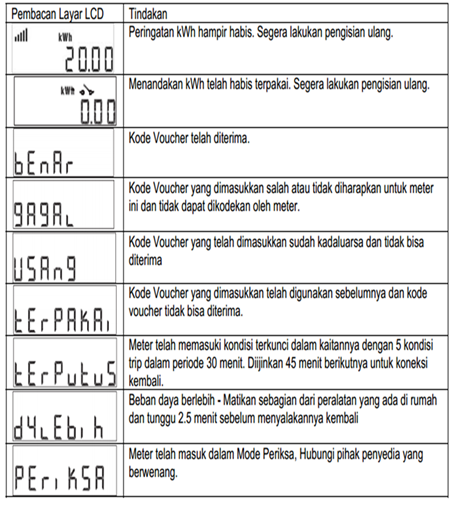 Pembacan Layar LCD
Tindakan
kWh
20.00
Peringatan kWh hampir habis. Segera lakukan pengisian ulang.
kWh
0.00
Menandakan kWh telah habis terpakai. Segera lakukan pengisian ulang.
bEnAr
Kode Voucher telah diterima.
gAgAL
Kode Voucher yang dimasukkan salah atau tidak diharapkan untuk meter
ini dan tidak dapat dikodekan oleh meter.
USAng
Kode Voucher yang telah dimasukkan sudah kadaluarsa dan tidak bisa
diterima
tErPAKAi
Kode Voucher yang dimasukkan telah digunakan sebelumnya dan kode
voucher tidak bisa diterima.
tErPutuS
Meter telah memasuki kondisi terkunci dalam kaitannya dengan 5 kondisi
trip dalam periode 30 menit. Diijinkan 45 menit berikutnya untuk koneksi
kembali.
dYLEbih
Beban daya berlebih - Matikan sebagian dari peralatan yang ada di rumah
dan tunggu 2.5 menit sebelum menyalakannya kembali
PEriKSA
Meter telah masuk dalam Mode Periksa, Hubungi pihak penyedia yang
berwenang.